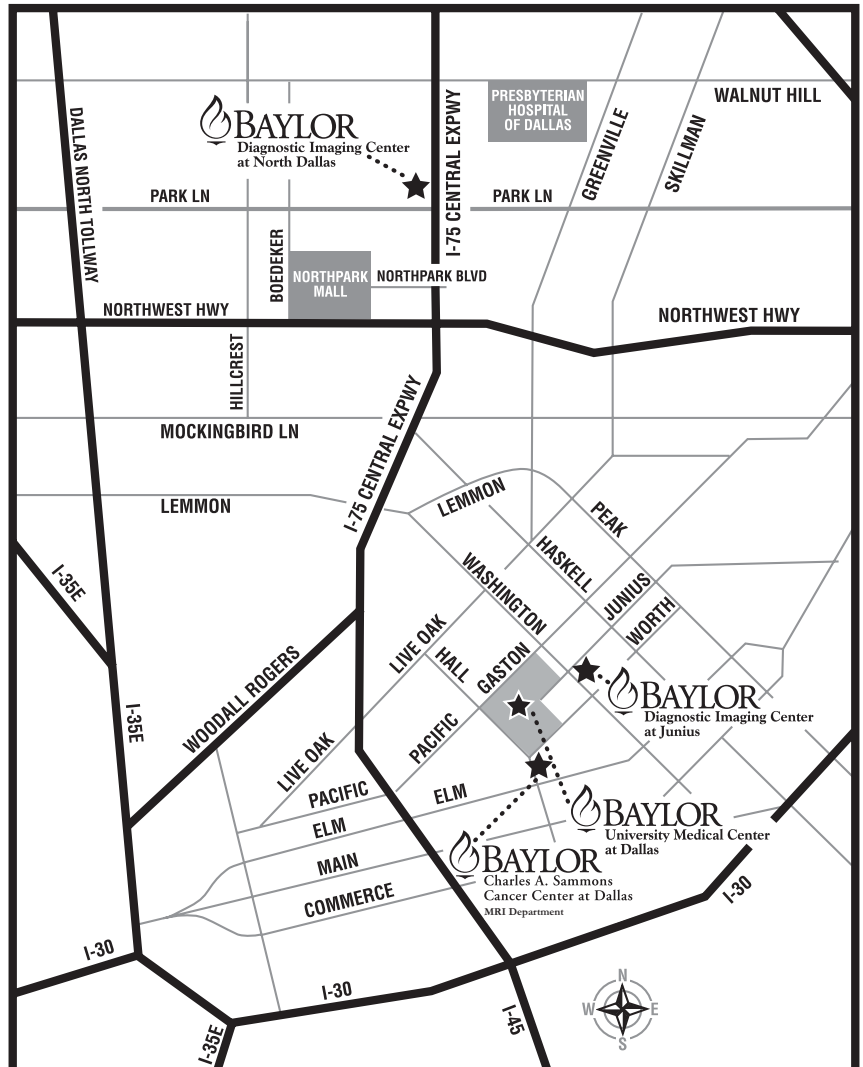 WALNUT HILL
PRESBYTERIAN
HOSPITAL
OF DALLAS
BAYLOR
Diagnostic Imaging Center
at North Dallas
DALLAS NORTH TOLLWAY
I-75 CENTRAL EXPWY
GREENVILLE
SKILLMAN
PARK LN
PARK LN
BOEDEKER
NORTHPARK
MALL
NORTHPARK BLVD
NORTHWEST HWY
NORTHWEST HWY
HILLCREST
MOCKINGBIRD LN
I-75 CENTRAL EXPWY
LEMMON
LEMMON
PEAK
HASKELL
WASHINGTON
JUNIUS
WORTH
I-35E
LIVE OAK
HALL
GASTON
WOODALL ROGERS
I-35E
BAYLOR
Diagnostic Imaging Center
at Junius
PACIFIC
LIVE OAK
PACIFIC
ELM
ELM
BAYLOR
University Medical Center
at Dallas
MAIN
BAYLOR
Charles A. Sammons
Cancer Center at Dallas
MRI Department
COMMERCE
I-30
I-30
I-30
I-45
I-35E
N
W
E
S